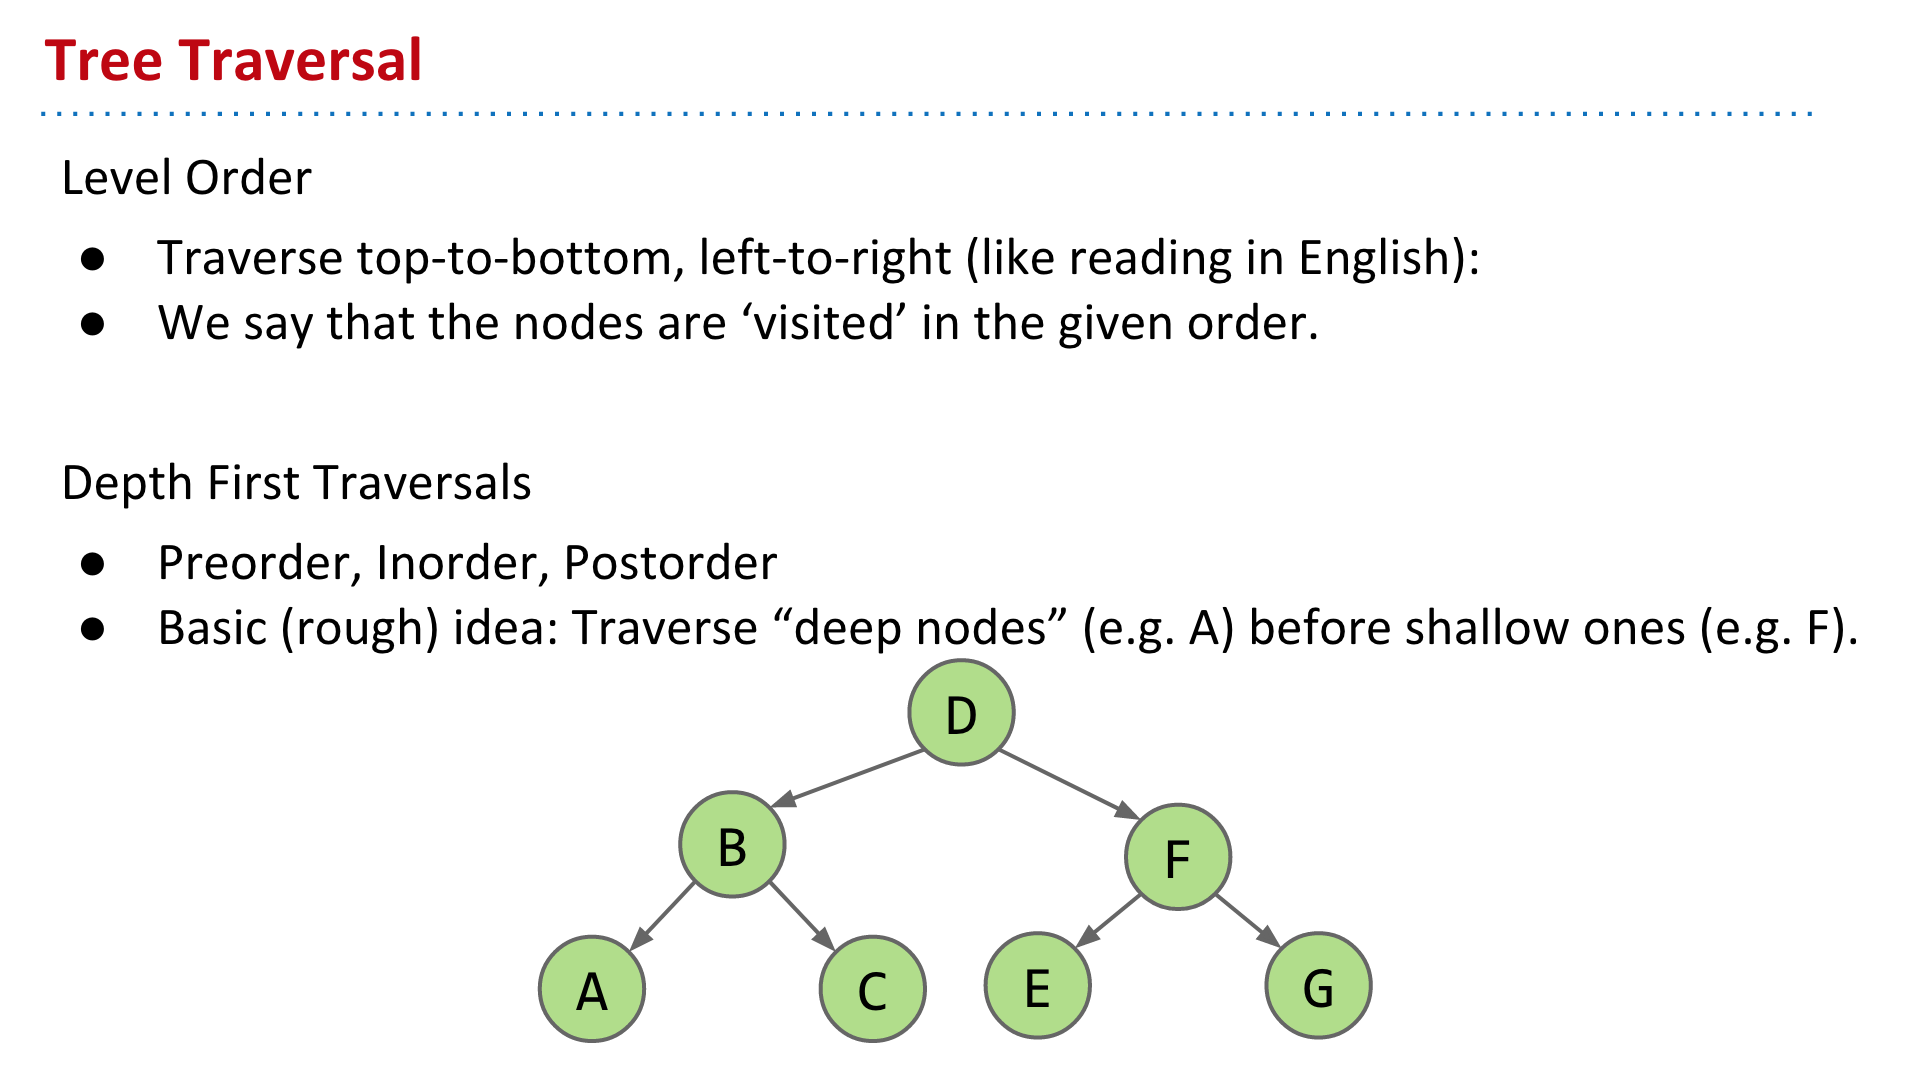 Tree Traversal
Level Order
● Traverse top-to-bottom, left-to-right (like reading in English):
● We say that the nodes are ‘visited’ in the given order.
Depth First Traversals
● Preorder, Inorder, Postorder
● Basic (rough) idea: Traverse “deep nodes” (e.g. A) before shallow ones (e.g. F).
D
B
F
A
C
E
G